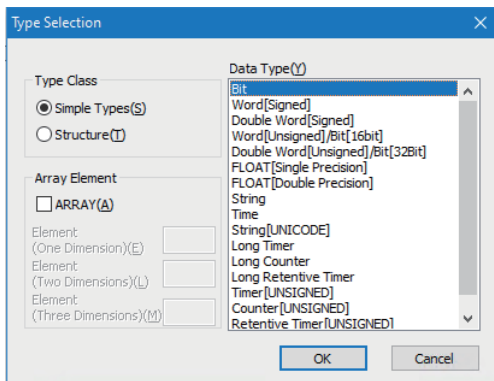 Type Selection
Type Class
Simple Types(S)
Structure(T)
Array Element
ARRAY(A)
Element
(One Dimension)(E)
Element
(Two Dimensions)(L)
Element
(Three Dimensions)(M)
Data Type(Y)
Bit
Word[Signed]
Double Word[Signed]
Word[Unsigned]/Bit[16bit]
Double Word[Unsigned]/Bit[32Bit]
FLOAT[Single Precision]
FLOAT[Double Precision]
String
Time
String[UNICODE]
Long Timer
Long Counter
Long Retentive Timer
Timer[UNSIGNED]
Counter[UNSIGNED]
Retentive Timer[UNSIGNED]
OK
Cancel